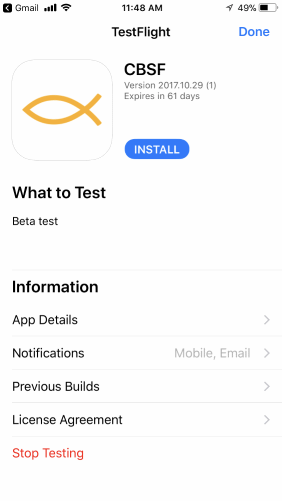 Gmail 11:48 AM 49%
TestFlight Done
CBSF
Version 2017.10.29 (1)
Expires in 61 days
INSTALL
What to Test
Beta test
Information
App Details
Notifications Mobile, Email
Previous Builds
License Agreement
Stop Testing